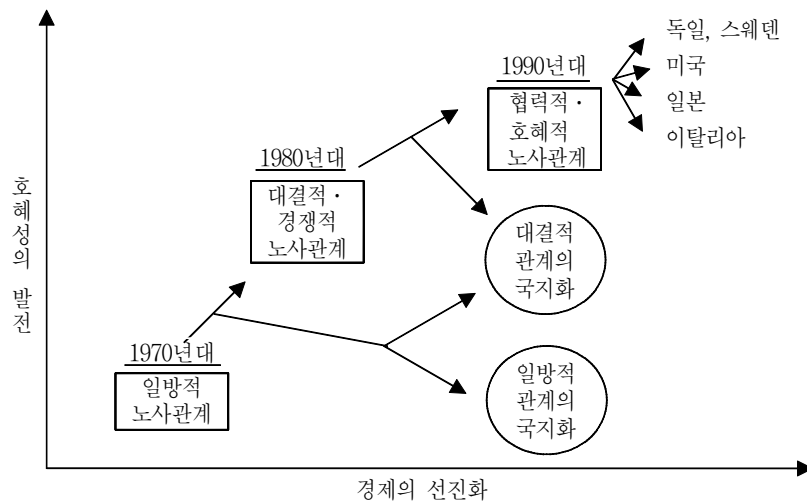 독일, 스웨덴
미국
일본
이탈리아
1990년대
협력적·
호혜적
노사관계
1980년대
대결적·
경쟁적
노사관계
대결적
관계의
국지화
1970년대
일방적
노사관계
일방적
관계의
국지화
호혜성의 발전
경제의 선진화